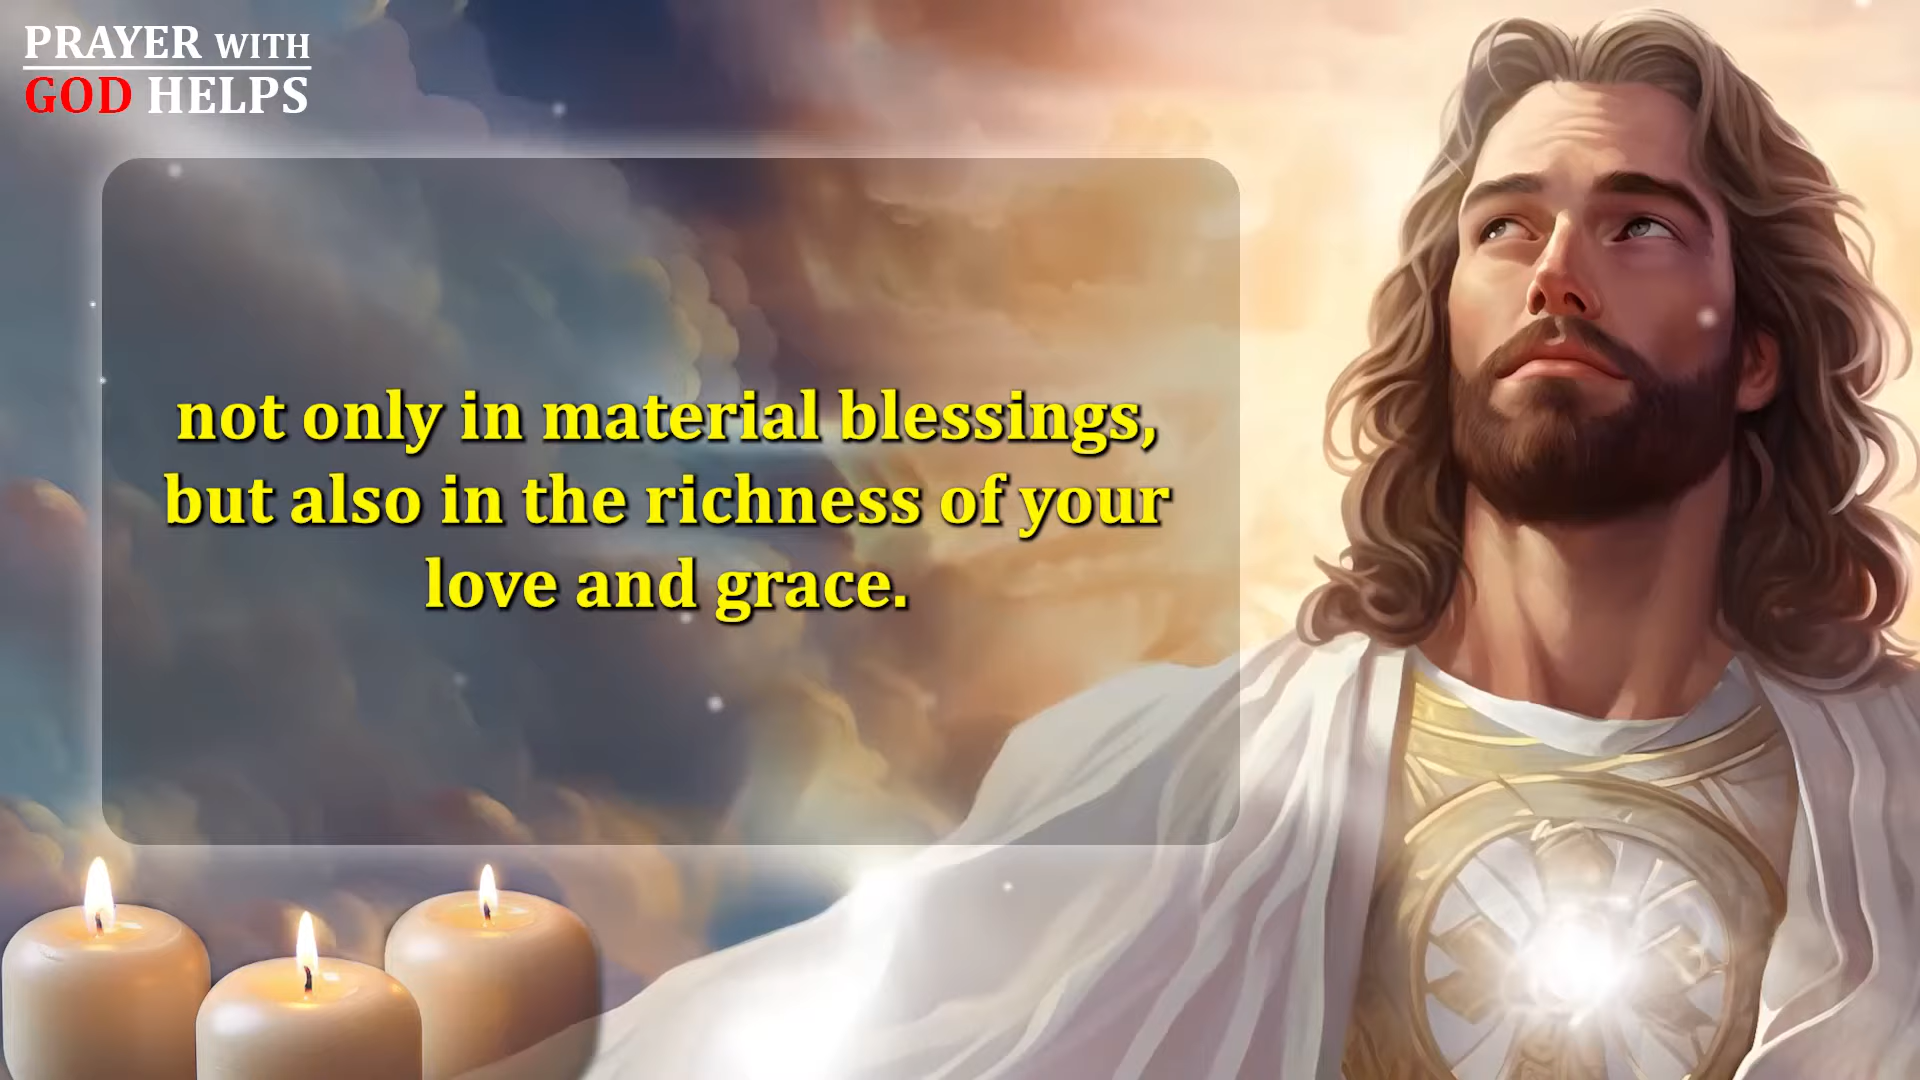 PRAYER WITH
GOD HELPS
not only in material blessings,
but also in the richness of your
love and grace.